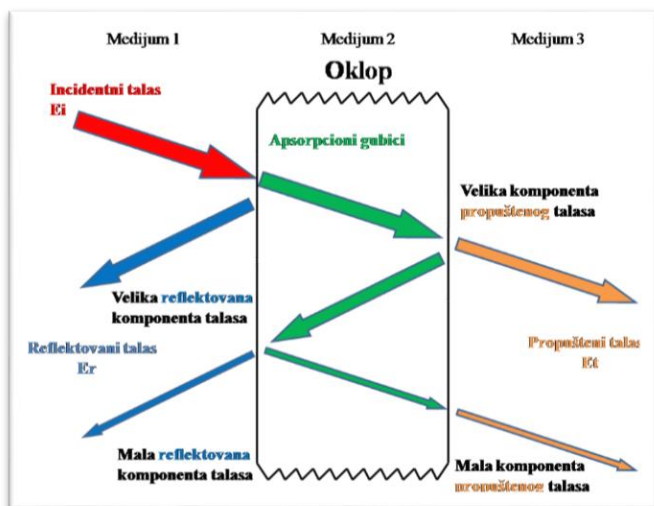 Medijum 1
Medijum 2
Medijum 3
Oklop
Incidentni talas
Ei
Apsorpcioni gubici
Velika komponenta
propuštenog talasa
Velika reflektovana
komponenta talasa
Reflektovani talas
Er
Propušteni talas
Et
Mala reflektovana
komponenta talasa
Mala komponenta
propuštenog talasa